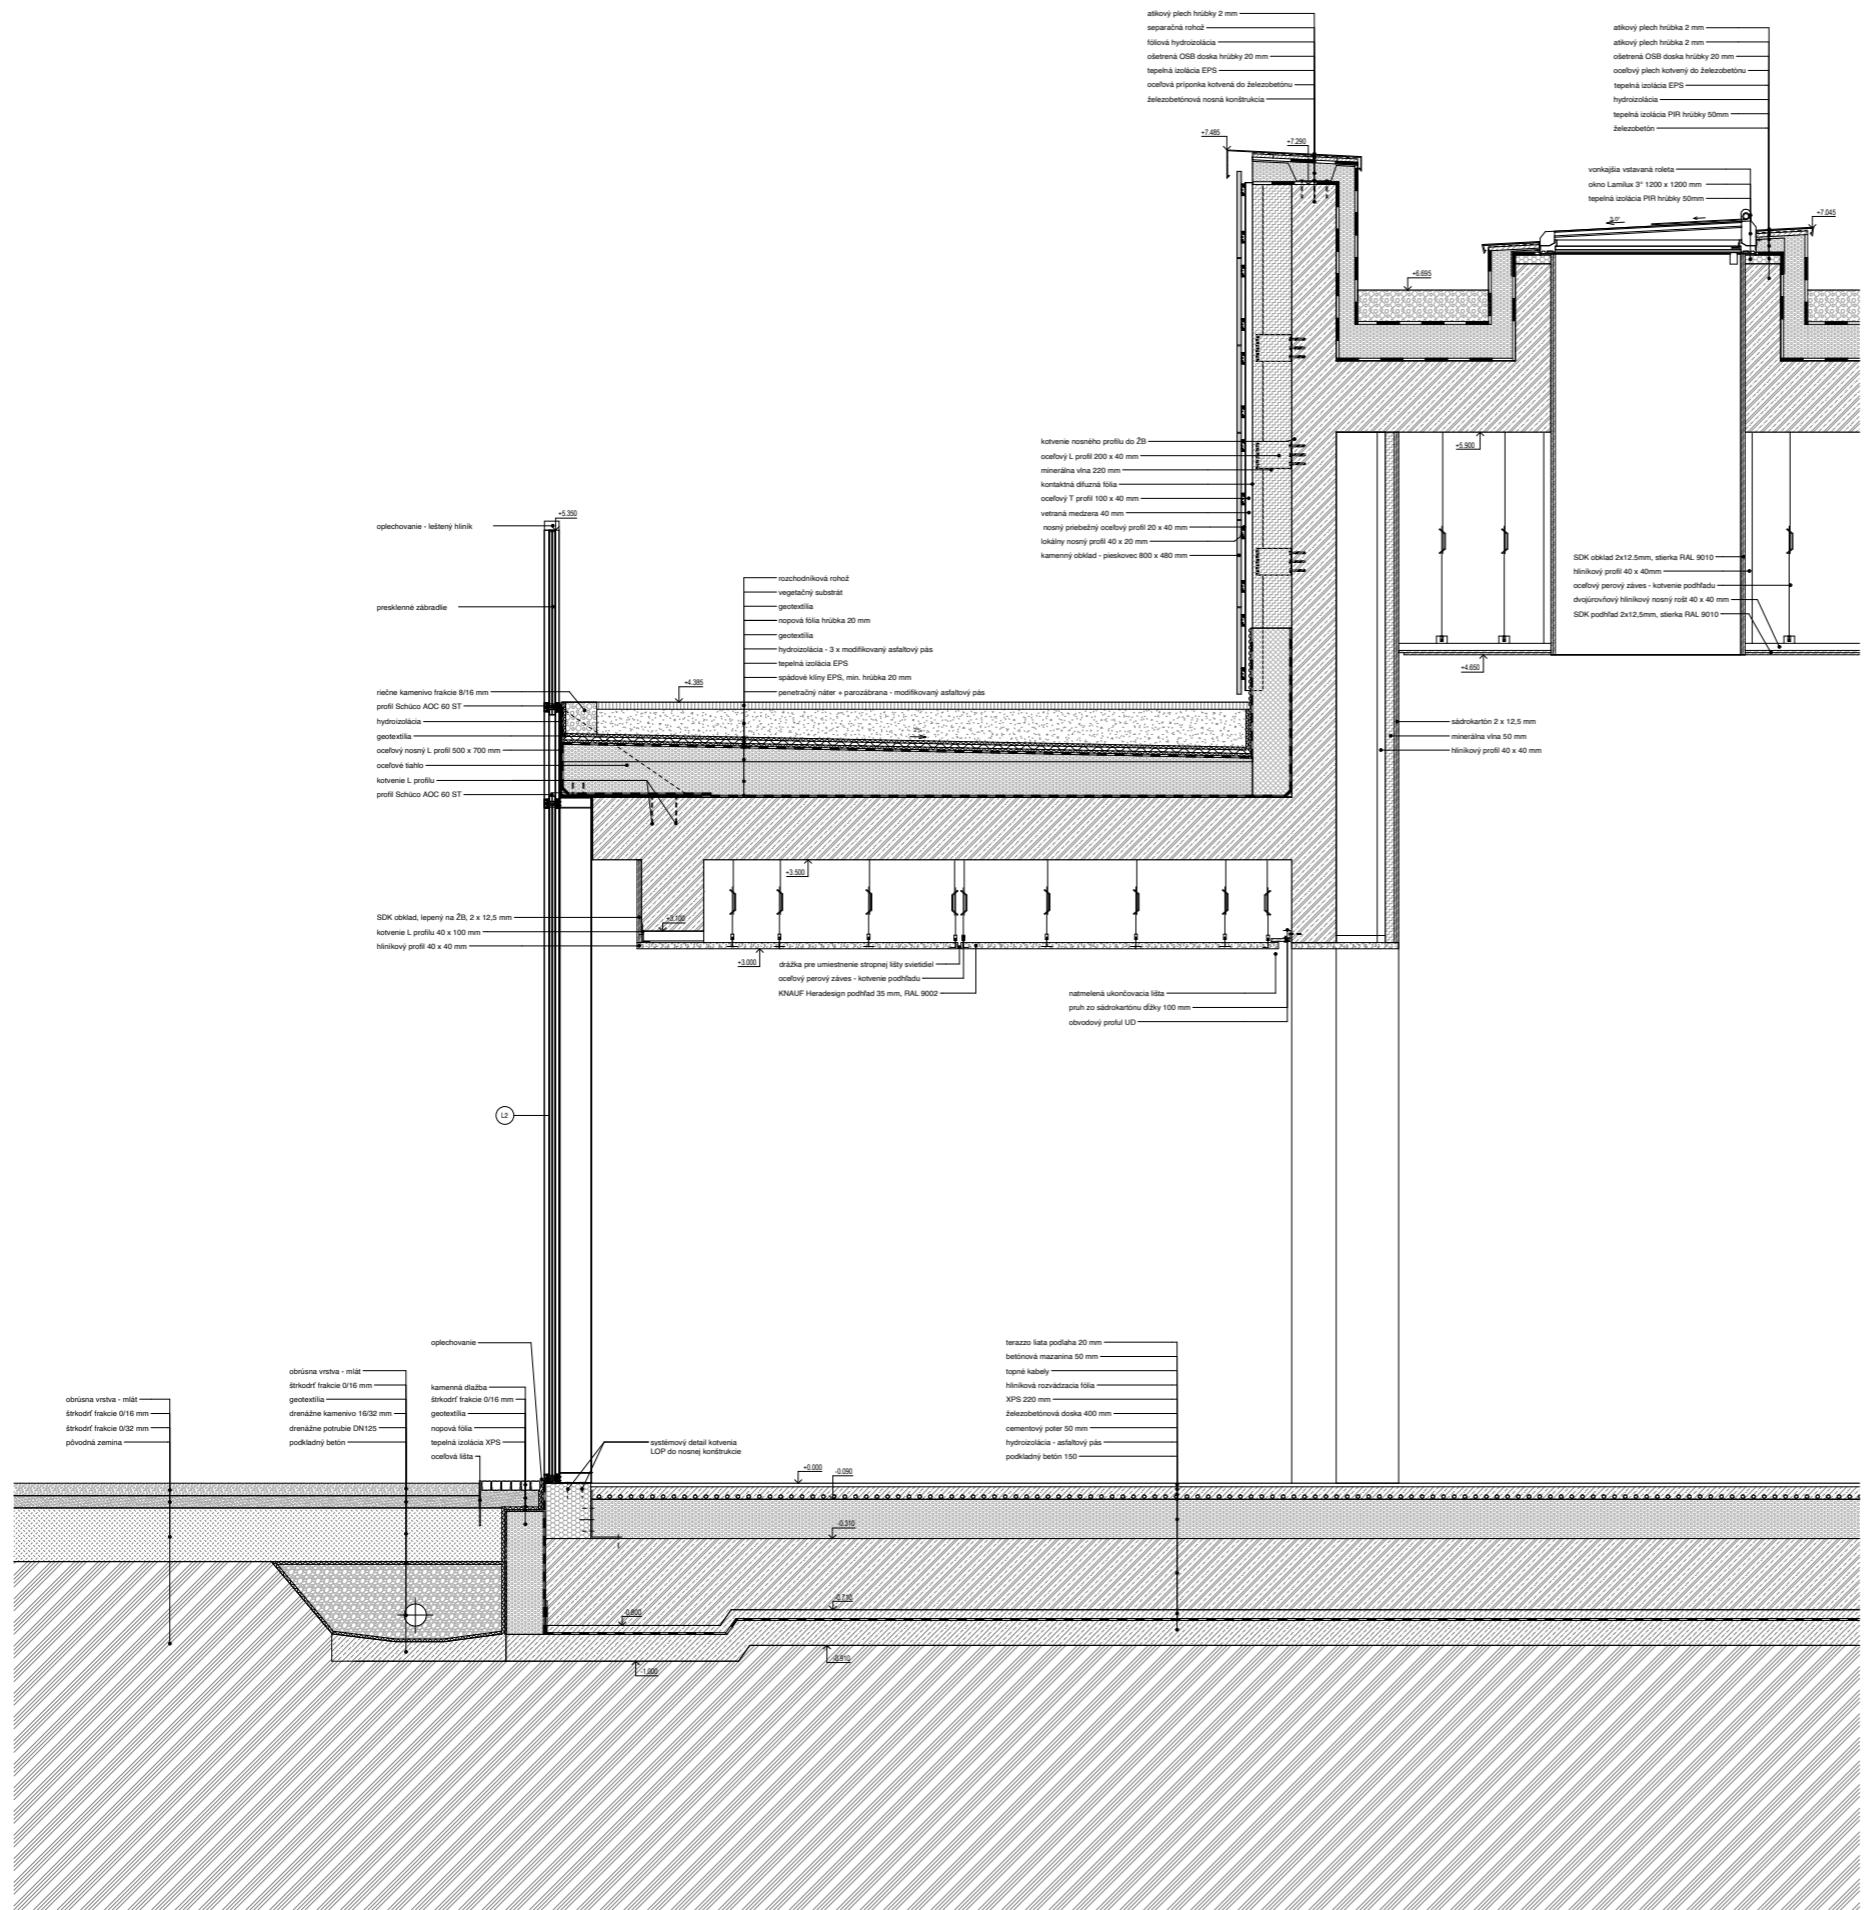 atikový plech hrúbky 2 mm
separačná rohož
fóliová hydroizolácia
ošetrená OSB doska hrúbky 20 mm
tepelná izolácia EPS
oceľová príponka kotvená do železobetónu
železobetónová nosná konštrukcia
atikový plech hrúbka 2 mm
atikový plech hrúbka 2 mm
ošetrená OSB doska hrúbky 20 mm
oceľový plech kotvený do železobetónu
tepelná izolácia EPS
hydroizolácia
tepelná izolácia PIR hrúbky 50mm
železobetón
vonkajšia vstavaná roleta
okno Lamilux 3° 1200 x 1200 mm
tepelná izolácia PIR hrúbky 50mm
+7.485
+7.290
+7.045
3,0°
+6.695
+5.900
kotvenie nosného profilu do ŽB
oceľový L profil 200 x 40 mm
minerálna vlna 220 mm
kontaktná difuzná fólia
oceľový T profil 100 x 40 mm
vetraná medzera 40 mm
nosný priebežný oceľový profil 20 x 40 mm
lokálny nosný profil 40 x 20 mm
kamenný obklad - pieskovec 800 x 480 mm
oplechovanie - leštený hliník
+5.350
presklenné zábradlie
SDK obklad 2x12.5mm, stierka RAL 9010
hliníkový profil 40 x 40mm
oceľový perový záves - kotvenie podhľadu
dvojúrovňový hliníkový nosný rošt 40 x 40 mm
SDK podhľad 2x12,5mm, stierka RAL 9010
+4.650
rozchodníková rohož
vegetačný substrát
geotextília
nopová fólia hrúbka 20 mm
geotextília
hydroizolácia - 3 x modifikovaný asfaltový pás
tepelná izolácia EPS
spádové klíny EPS, min. hrúbka 20 mm
penetračný náter + parozábrana - modifikovaný asfaltový pás
+4.385
riečne kamenivo frakcie 8/16 mm
profil Schüco AOC 60 ST
hydroizolácia
geotextília
oceľový nosný L profil 500 x 700 mm
oceľové tiahlo
kotvenie L profilu
profil Schüco AOC 60 ST
sádrokartón 2 x 12,5 mm
minerálna vlna 50 mm
hliníkový profil 40 x 40 mm
+3.500
SDK obklad, lepený na ŽB, 2 x 12,5 mm
kotvenie L profilu 40 x 100 mm
hliníkový profil 40 x 40 mm
+3.100
+3.000
drážka pre umiestnenie stropnej lišty svietidiel
oceľový perový záves - kotvenie podhľadu
KNAUF Heradesign podhľad 35 mm, RAL 9002
natmelená ukončovacia lišta
pruh zo sádrokartónu dĺžky 100 mm
obvodový proful UD
L2
oplechovanie
obrúsna vrstva - mlát
štrkodrť frakcie 0/16 mm
štrkodrť frakcie 0/32 mm
pôvodná zemina
obrúsna vrstva - mlát
štrkodrť frakcie 0/16 mm
geotextília
drenážne kamenivo 16/32 mm
drenážne potrubie DN125
podkladný betón
kamenná dlažba
štrkodrť frakcie 0/16 mm
geotextília
nopová fólia
tepelná izolácia XPS
oceľová lišta
systémový detail kotvenia
LOP do nosnej konštrukcie
terazzo liata podlaha 20 mm
betónová mazanina 50 mm
topné kabely
hliníková rozvádzacia fólia
XPS 220 mm
železobetónová doska 400 mm
cementový poter 50 mm
hydroizolácia - asfaltový pás
podkladný betón 150
+0.000
-0.090
-0.310
-0.710
-0.800
-0.910
-1.000